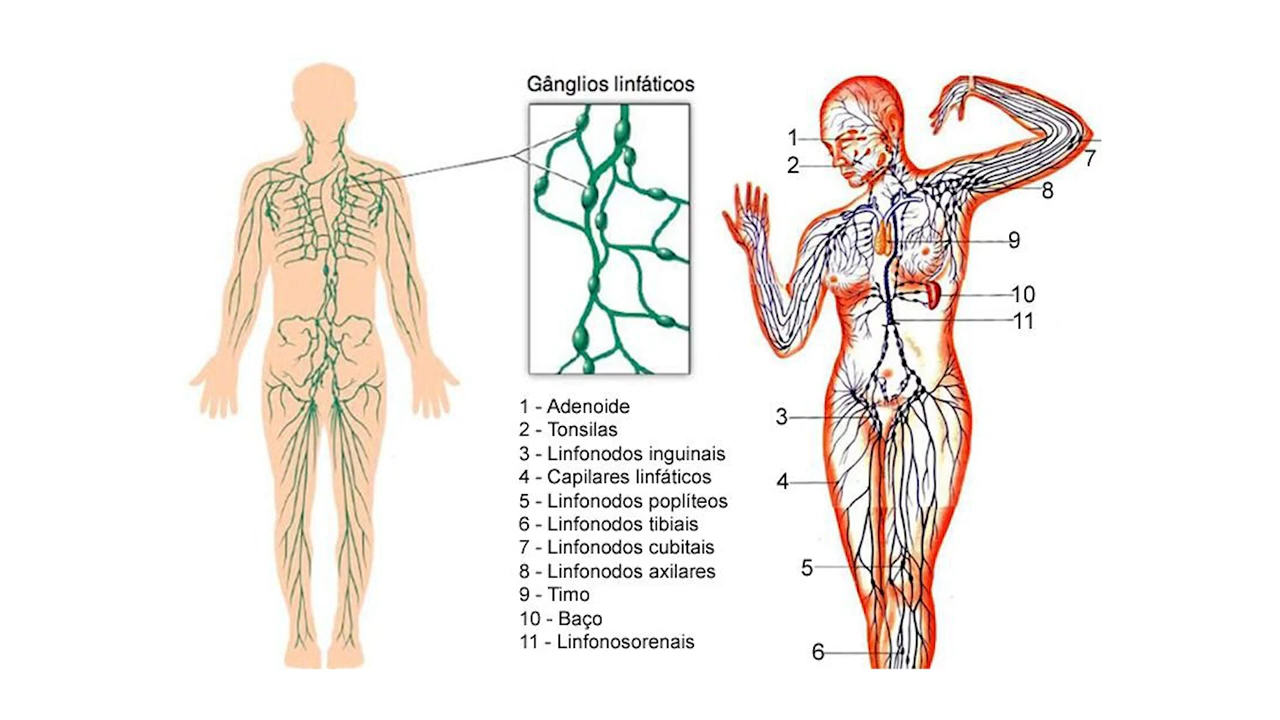 Gânglios linfáticos
1 - Adenoide
2 - Tonsilas
3 - Linfonodos inguinais
4 - Capilares linfáticos
5 - Linfonodos poplíteos
6 - Linfonodos tibiais
7 - Linfonodos cubitais
8 - Linfonodos axilares
9 - Timo
10 - Baço
11 - Linfonosorenais
1
2
7
8
9
10
11
3
4
5
6